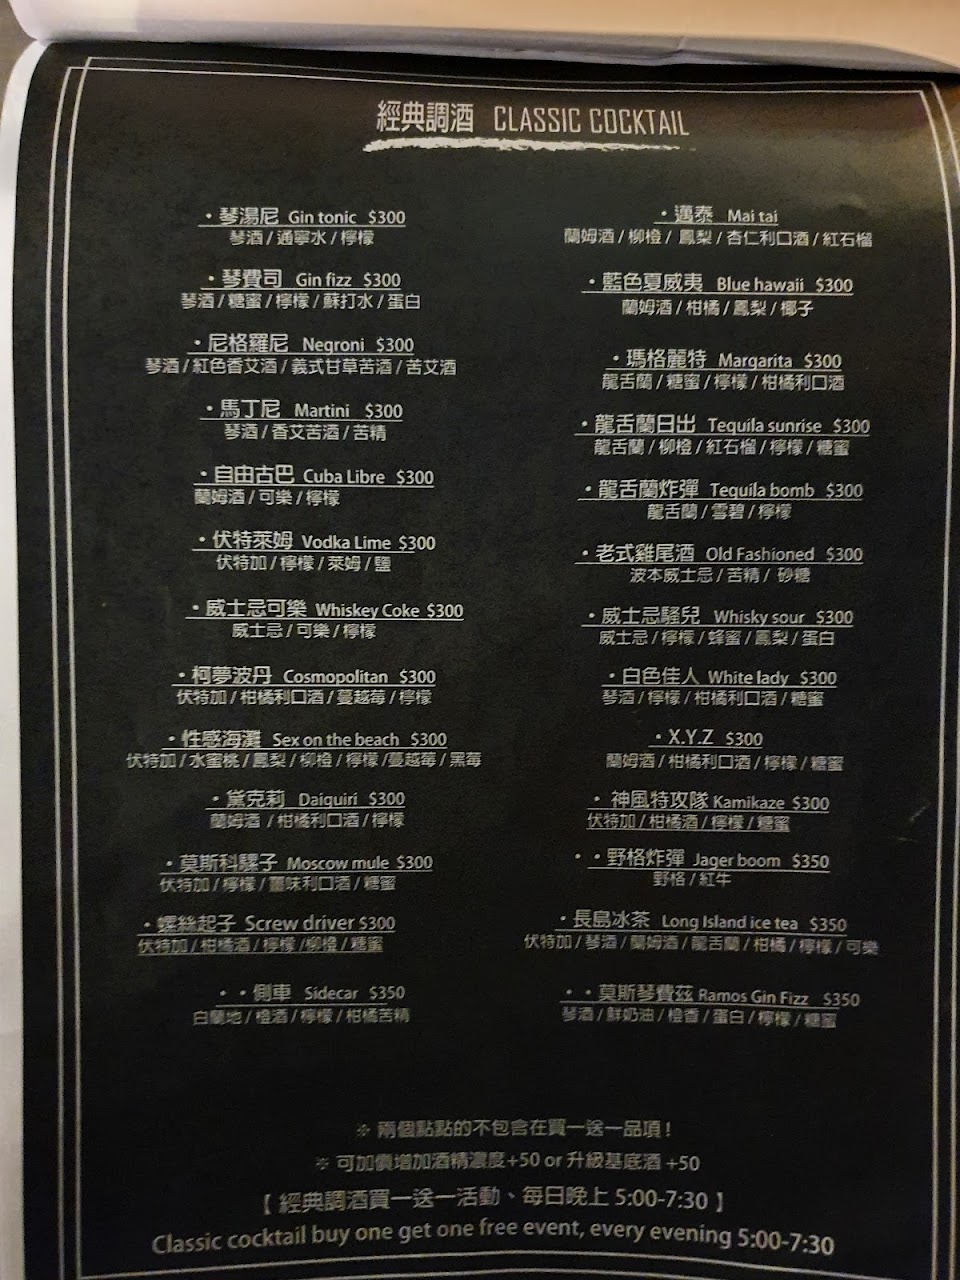 經典調酒 CLASSIC COCKTAIL
・琴湯尼 Gin tonic $300
琴酒 / 通寧水 / 檸檬
・琴費司 Gin fizz $300
琴酒 / 糖蜜 / 檸檬 / 蘇打水 / 蛋白
・尼格羅尼 Negroni $300
琴酒 / 紅色香艾酒 / 義式甘草苦酒 / 苦艾酒
・馬丁尼 Martini $300
琴酒 / 香艾苦酒 / 苦精
・自由古巴 Cuba Libre $300
蘭姆酒 / 可樂 / 檸檬
・伏特萊姆 Vodka Lime $300
伏特加 / 檸檬 / 萊姆 / 鹽
・威士忌可樂 Whiskey Coke $300
威士忌 / 可樂 / 檸檬
・柯夢波丹 Cosmopolitan $300
伏特加 / 柑橘利口酒 / 蔓越莓 / 檸檬
・性感海灘 Sex on the beach $300
伏特加 / 水蜜桃 / 鳳梨 / 柳橙 / 檸檬 /蔓越莓 / 黑莓
・黛克莉 Daiquiri $300
蘭姆酒 / 柑橘利口酒 / 檸檬
・莫斯科騾子 Moscow mule $300
伏特加 / 檸檬 / 薑味利口酒 / 糖蜜
・螺絲起子 Screw driver $300
伏特加 / 柑橘酒 / 檸檬 /柳橙 / 糖蜜
・・側車 Sidecar $350
白蘭地 / 橙酒 / 檸檬 / 柑橘苦精
・邁泰 Mai tai
蘭姆酒 / 柳橙 / 鳳梨 / 杏仁利口酒 / 紅石榴
・藍色夏威夷 Blue hawaii $300
蘭姆酒 / 柑橘 / 鳳梨 / 椰子
・瑪格麗特 Margarita $300
龍舌蘭 / 糖蜜 / 檸檬 / 柑橘利口酒
・龍舌蘭日出 Tequila sunrise $300
龍舌蘭 / 柳橙 / 紅石榴 / 檸檬 / 糖蜜
・龍舌蘭炸彈 Tequila bomb $300
龍舌蘭 / 雪碧 / 檸檬
・老式雞尾酒 Old Fashioned $300
波本威士忌 / 苦精 / 砂糖
・威士忌騷兒 Whisky sour $300
威士忌 / 檸檬 / 蜂蜜 / 鳳梨 / 蛋白
・白色佳人 White lady $300
琴酒 / 檸檬 / 柑橘利口酒 / 糖蜜
・X.Y.Z $300
蘭姆酒 / 柑橘利口酒 / 檸檬 / 糖蜜
・神風特攻隊 Kamikaze $300
伏特加 / 柑橘酒 / 檸檬 / 糖蜜
・・野格炸彈 Jager boom $350
野格 / 紅牛
・長島冰茶 Long Island ice tea $350
伏特加 / 琴酒 / 蘭姆酒 / 龍舌蘭 / 柑橘 / 檸檬 / 可樂
・・莫斯琴費茲 Ramos Gin Fizz $350
琴酒 / 鮮奶油 / 橙香 / 蛋白 / 檸檬 / 糖蜜
※ 兩個點點的不包含在買一送一品項！
※ 可加價增加酒精濃度+50 or 升級基底酒 +50
【 經典調酒買一送一活動、每日晚上 5:00-7:30 】
Classic cocktail buy one get one free event, every evening 5:00-7:30